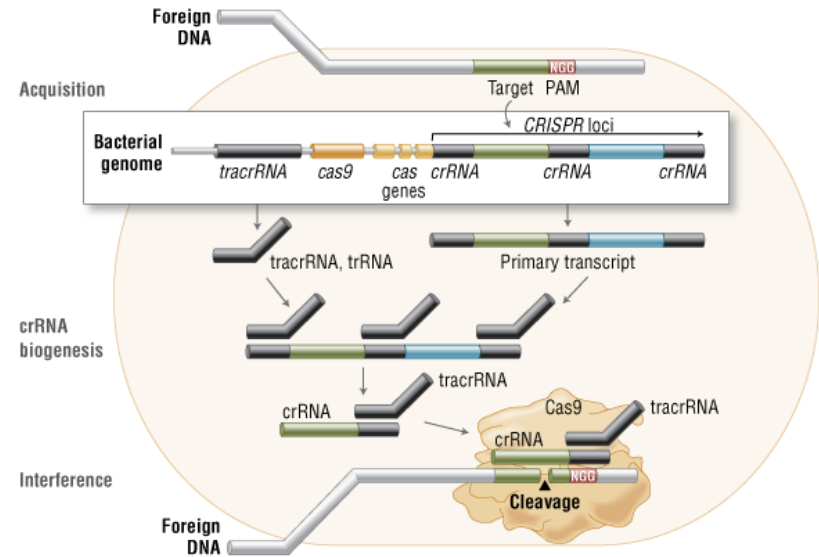 Foreign
DNA
Acquisition
NGG
Target PAM
CRISPR loci
Bacterial
genome
tracrRNA cas9 cas crRNA crRNA crRNA
genes
tracrRNA, trRNA
Primary transcript
crRNA
biogenesis
tracrRNA
crRNA
Cas9
tracrRNA
crRNA
Interference
NGG
Cleavage
Foreign
DNA